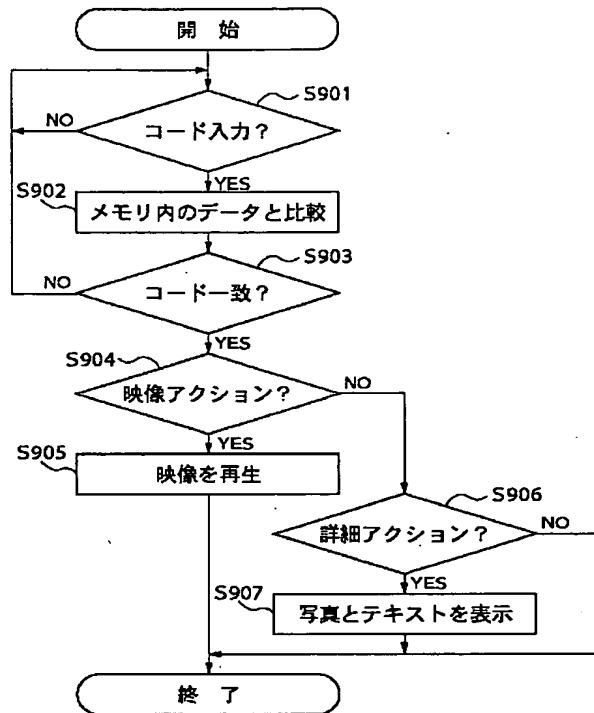 開 始
S901
NO
コード入力?
YES
S902
メモリ内のデータと比較
S903
NO
コード一致?
YES
S904
NO
映像アクション?
YES
S905
映像を再生
S906
NO
詳細アクション?
YES
S907
写真とテキストを表示
終 了